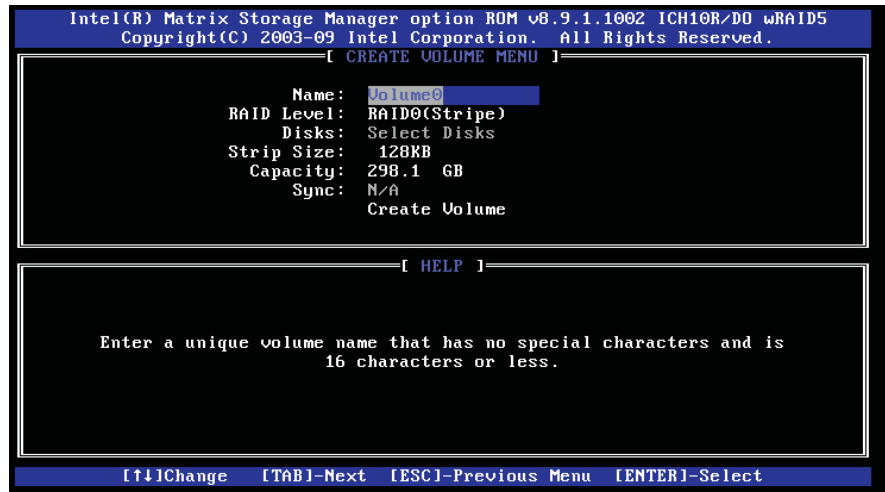 Intel(R) Matrix Storage Manager option ROM v8.9.1.1002 ICH10R/DO wRAID5
Copyright(C) 2003-09 Intel Corporation.  All Rights Reserved.
[ CREATE VOLUME MENU ]
Name: Volume0
RAID Level: RAID0(Stripe)
Disks: Select Disks
Strip Size: 128KB
Capacity: 298.1 GB
Sync: N/A
Create Volume
[ HELP ]
Enter a unique volume name that has no special characters and is
16 characters or less.
[↑↓]Change [TAB]-Next [ESC]-Previous Menu [ENTER]-Select